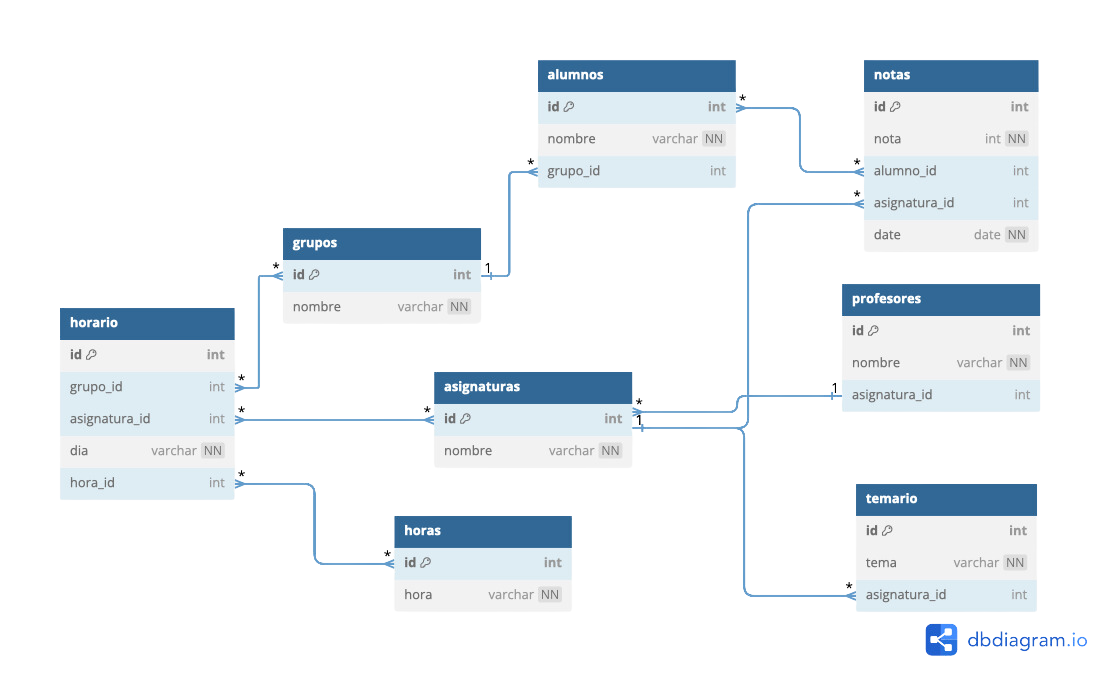 alumnos
id int
nombre varchar NN
grupo_id int
notas
id int
nota int NN
alumno_id int
asignatura_id int
date date NN
grupos
id int
nombre varchar NN
profesores
id int
nombre varchar NN
asignatura_id int
horario
id int
grupo_id int
asignatura_id int
dia varchar NN
hora_id int
asignaturas
id int
nombre varchar NN
temario
id int
tema varchar NN
asignatura_id int
horas
id int
hora varchar NN
*
*
*
*
1
*
*
*
*
*
1
1
*
*
*
*
dbdiagram.io